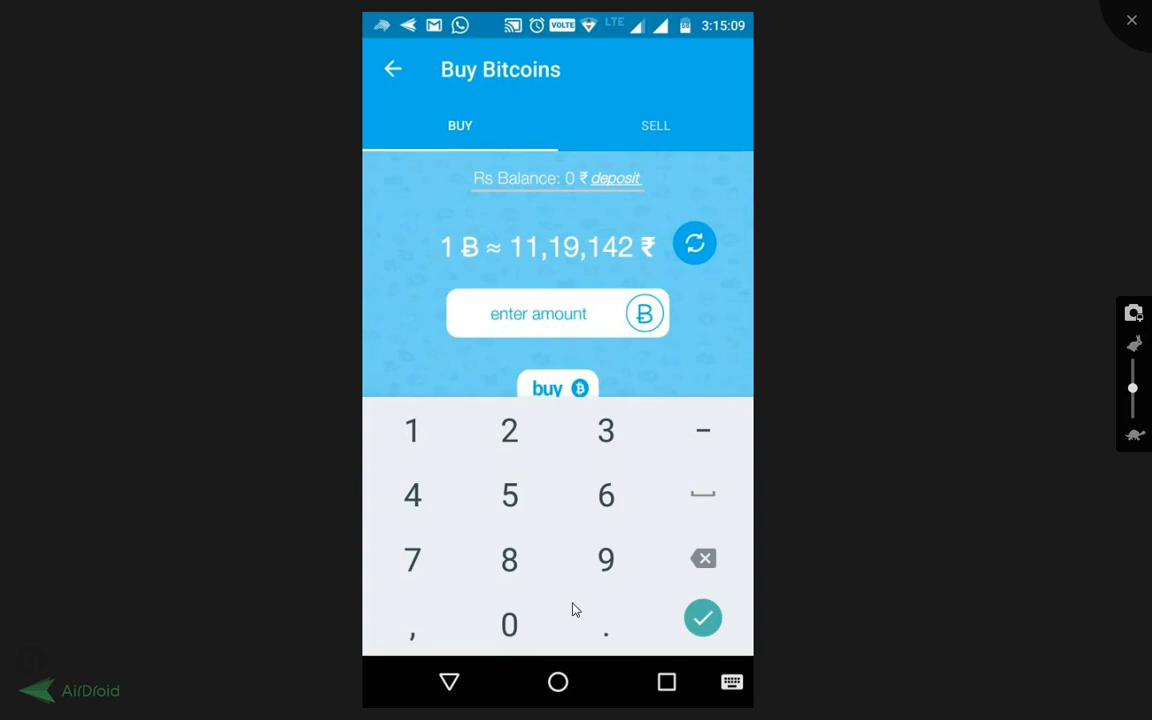 VOLTE LTE 3:15:09
Buy Bitcoins
BUY SELL
Rs Balance: 0 ₹ deposit
1 Ƀ ≈ 11,19,142 ₹
enter amount Ƀ
buy
1 2 3 -
4 5 6
7 8 9
, 0 .
AirDroid